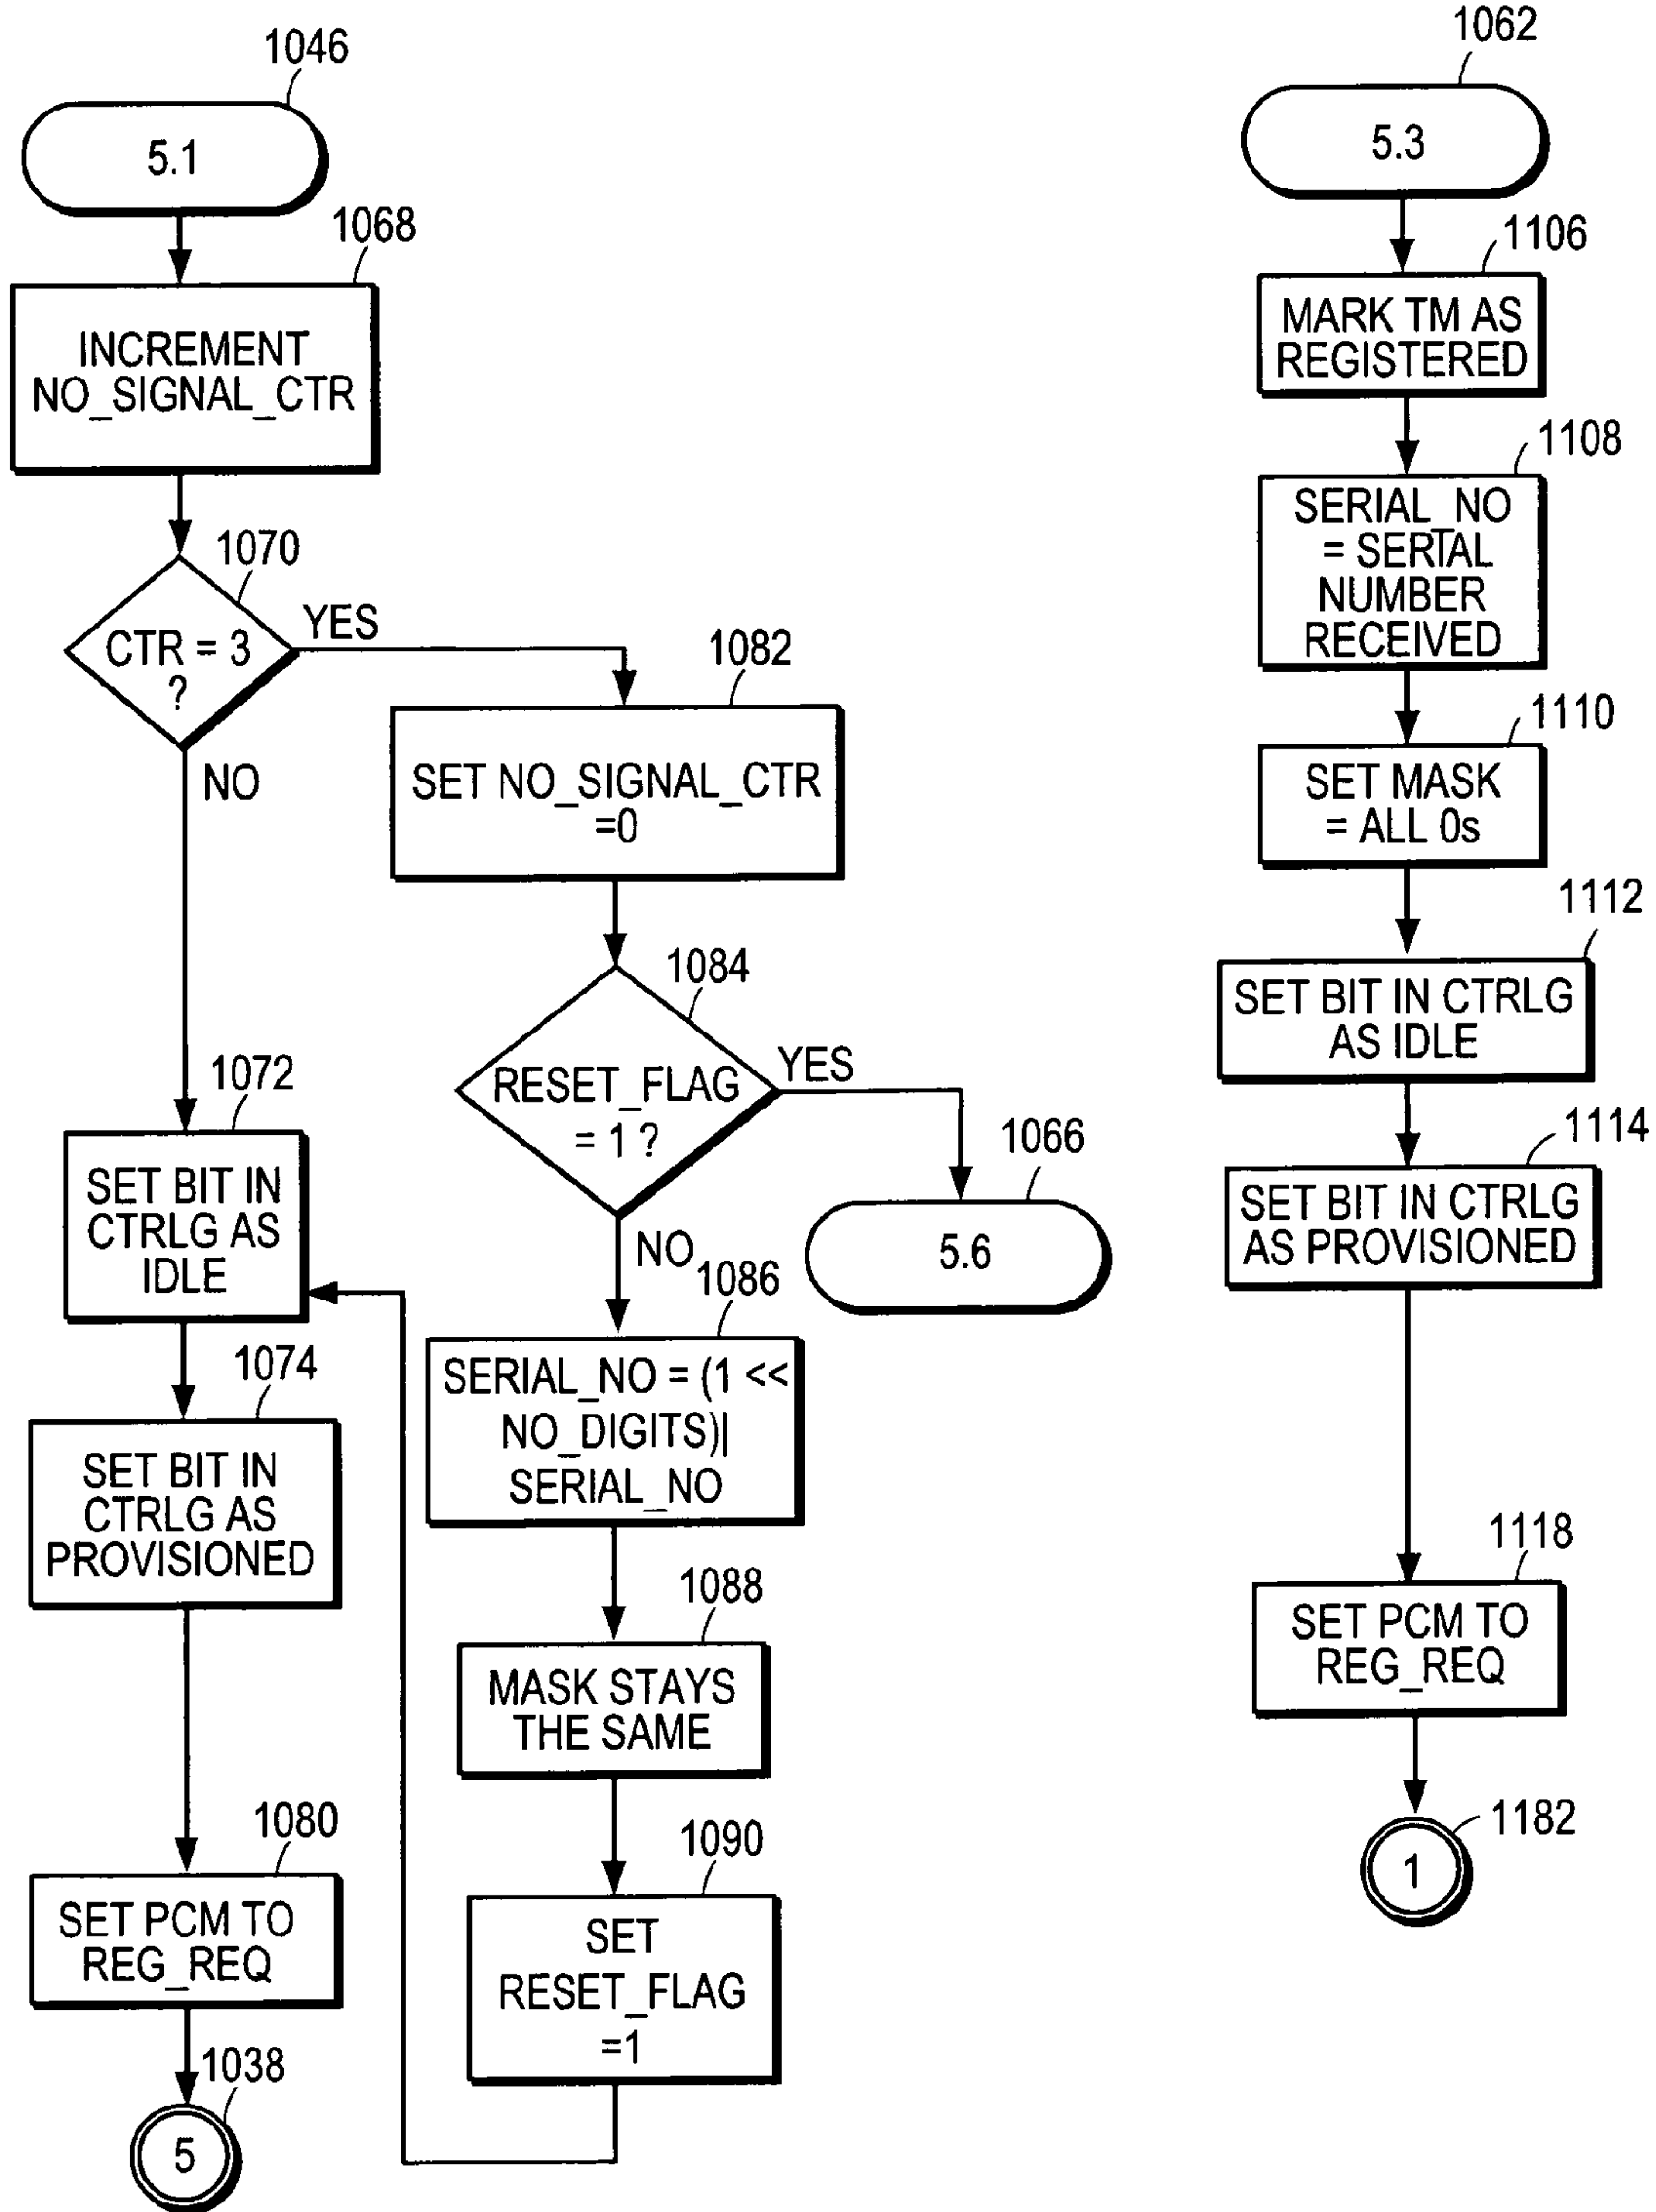 1046
5.1
1068
INCREMENT
NO_SIGNAL_CTR
1070
CTR = 3
?
YES
NO
1082
SET NO_SIGNAL_CTR
=0
1084
RESET_FLAG
= 1 ?
YES
NO
1066
5.6
1072
SET BIT IN
CTRLG AS
IDLE
1086
SERIAL_NO = (1 <<
NO_DIGITS)|
SERIAL_NO
1074
SET BIT IN
CTRLG AS
PROVISIONED
1088
MASK STAYS
THE SAME
1080
SET PCM TO
REG_REQ
1090
SET
RESET_FLAG
=1
1038
5
1062
5.3
1106
MARK TM AS
REGISTERED
1108
SERIAL_NO
= SERTAL
NUMBER
RECEIVED
1110
SET MASK
= ALL 0s
1112
SET BIT IN CTRLG
AS IDLE
1114
SET BIT IN CTRLG
AS PROVISIONED
1118
SET PCM TO
REG_REQ
1182
1